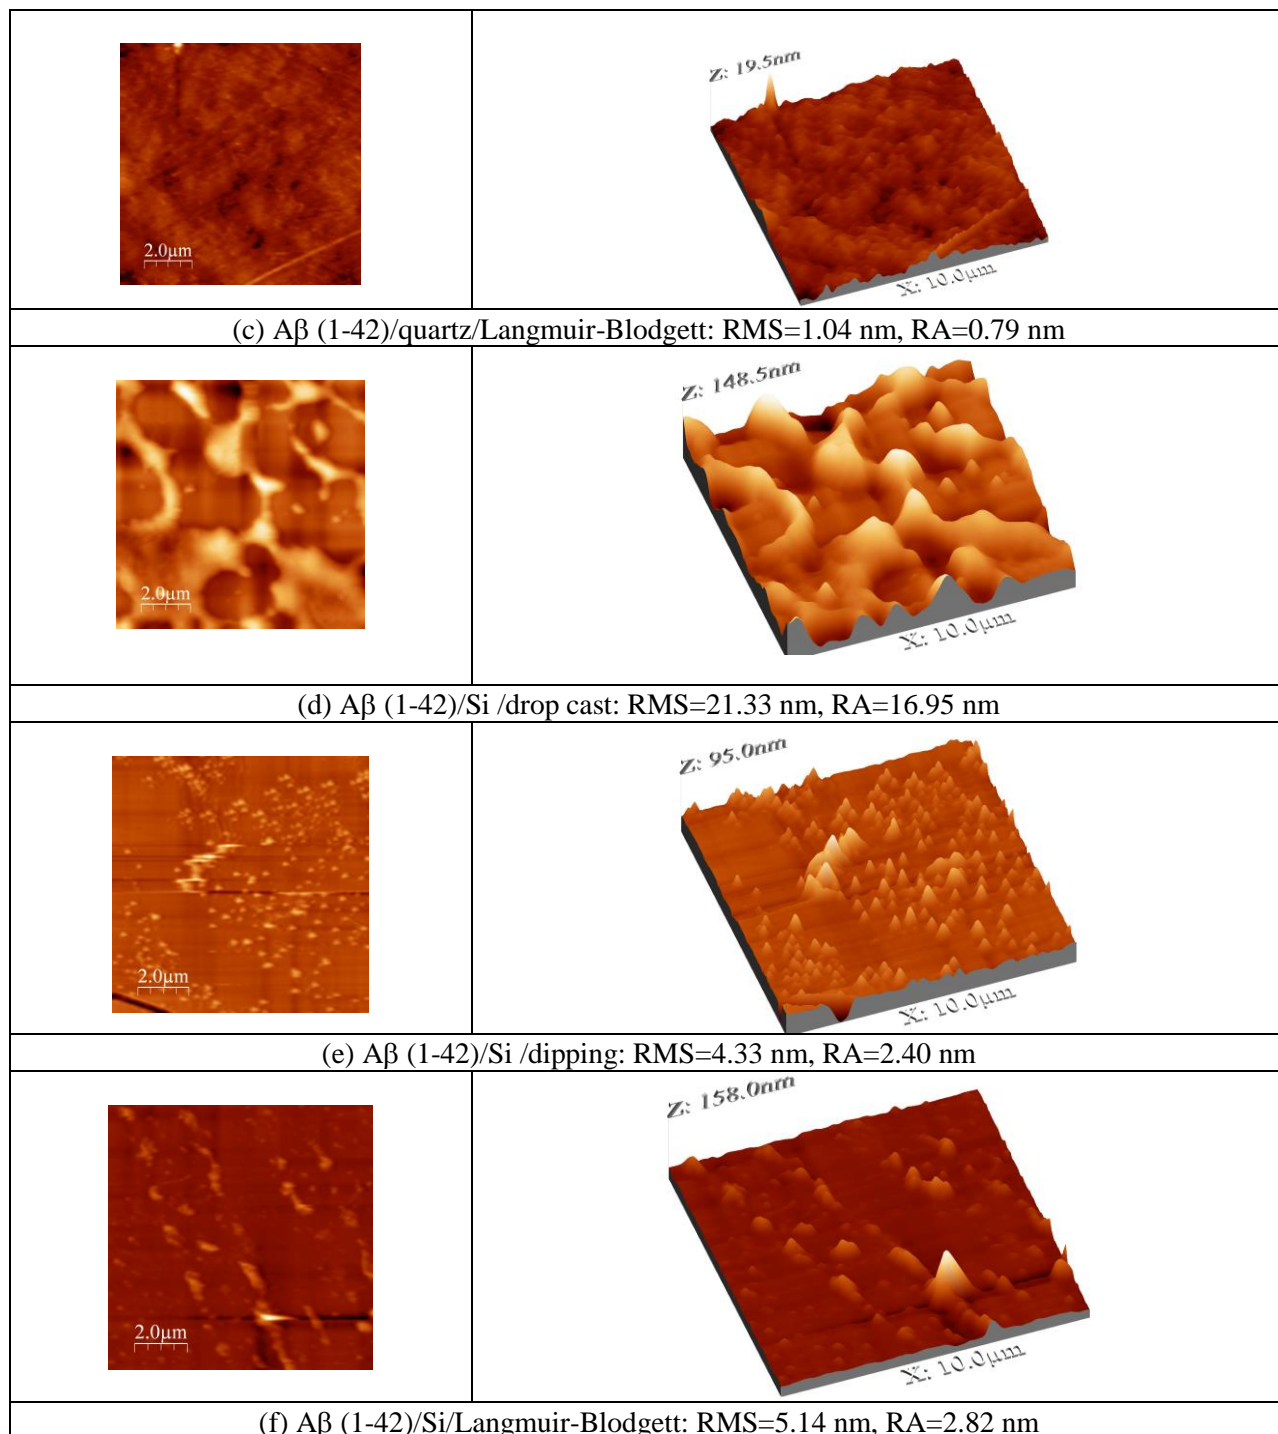 2.0µm
Z: 19.5nm
X: 10.0µm
(c) Aβ (1-42)/quartz/Langmuir-Blodgett: RMS=1.04 nm, RA=0.79 nm
2.0µm
Z: 148.5nm
X: 10.0µm
(d) Aβ (1-42)/Si /drop cast: RMS=21.33 nm, RA=16.95 nm
2.0µm
Z: 95.0nm
X: 10.0µm
(e) Aβ (1-42)/Si /dipping: RMS=4.33 nm, RA=2.40 nm
2.0µm
Z: 158.0nm
X: 10.0µm
(f) Aβ (1-42)/Si/Langmuir-Blodgett: RMS=5.14 nm, RA=2.82 nm